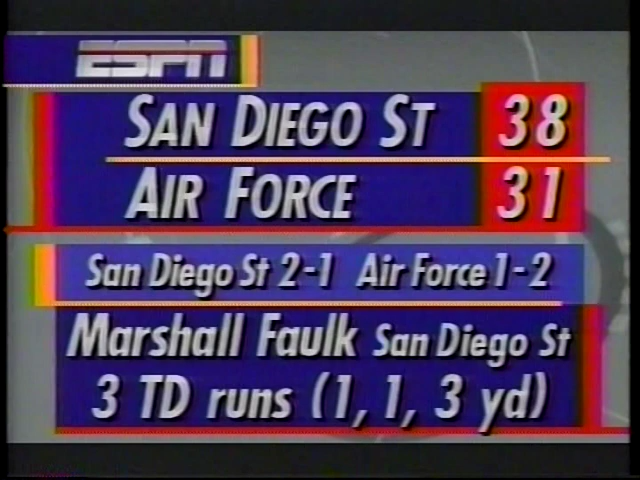 ESPN
SAN DIEGO ST 38
AIR FORCE 31
San Diego St 2-1 Air Force 1-2
Marshall Faulk San Diego St
3 TD runs (1, 1, 3 yd)